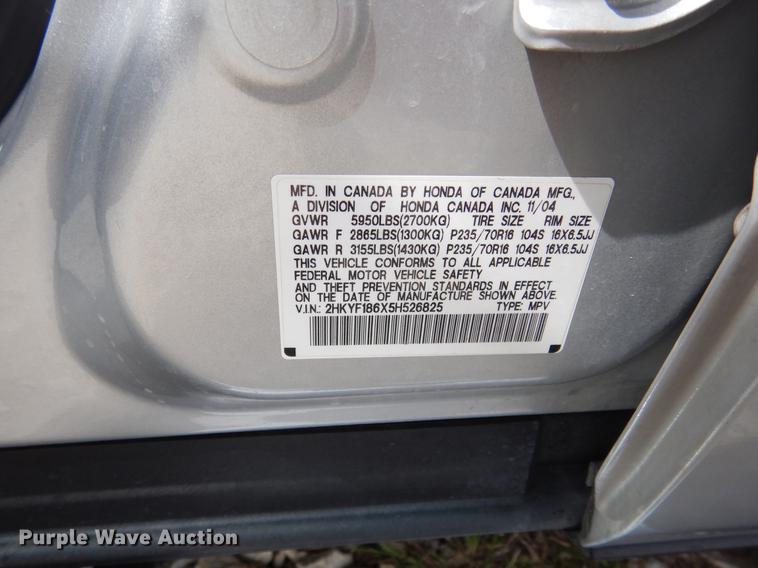 MFD. IN CANADA BY HONDA OF CANADA MFG.,
A DIVISION OF HONDA CANADA INC. 11/04
GVWR 5950LBS(2700KG) TIRE SIZE RIM SIZE
GAWR F 2865LBS(1300KG) P235/70R16 104S 16X6.5JJ
GAWR R 3155LBS(1430KG) P235/70R16 104S 16X6.5JJ
THIS VEHICLE CONFORMS TO ALL APPLICABLE
FEDERAL MOTOR VEHICLE SAFETY
AND THEFT PREVENTION STANDARDS IN EFFECT
ON THE DATE OF MANUFACTURE SHOWN ABOVE.
V.I.N.: 2HKYF186X5H526825 TYPE: MPV
Purple Wave Auction